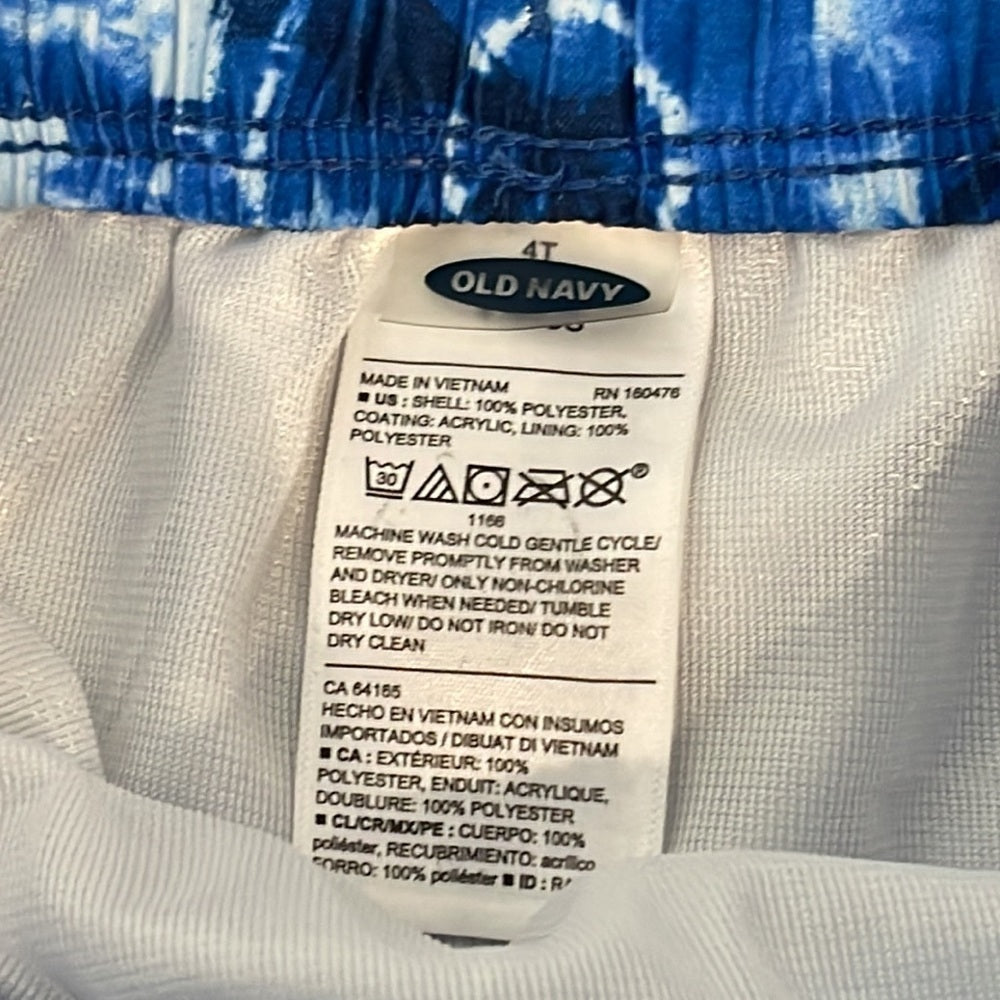 4T
OLD NAVY
MADE IN VIETNAM RN 160476
■ US : SHELL: 100% POLYESTER,
COATING: ACRYLIC, LINING: 100%
POLYESTER
30 ®
1166
MACHINE WASH COLD GENTLE CYCLE/
REMOVE PROMPTLY FROM WASHER
AND DRYER/ ONLY NON-CHLORINE
BLEACH WHEN NEEDED/ TUMBLE
DRY LOW/ DO NOT IRON/ DO NOT
DRY CLEAN
CA 64165
HECHO EN VIETNAM CON INSUMOS
IMPORTADOS / DIBUAT DI VIETNAM
■ CA : EXTÉRIEUR: 100%
POLYESTER, ENDUIT: ACRYLIQUE,
DOUBLURE: 100% POLYESTER
■ CL/CR/MX/PE : CUERPO: 100%
poliéster, RECUBRIMIENTO: acrílico
FORRO: 100% poliéster ■ ID :